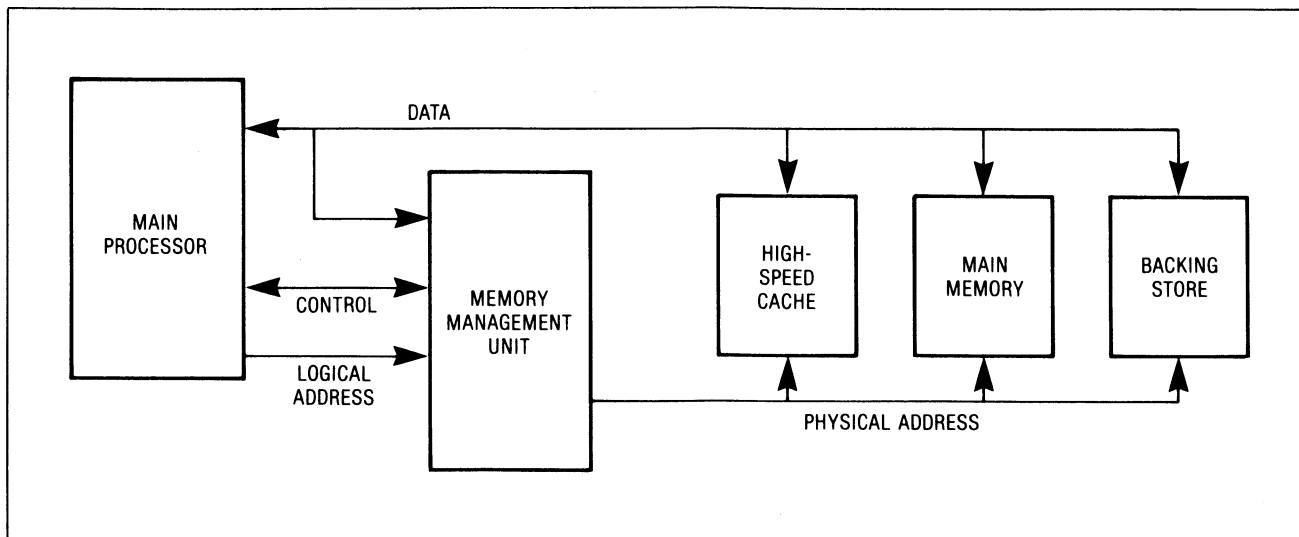 DATA
MAIN
PROCESSOR
CONTROL
LOGICAL
ADDRESS
MEMORY
MANAGEMENT
UNIT
HIGH-
SPEED
CACHE
MAIN
MEMORY
BACKING
STORE
PHYSICAL ADDRESS